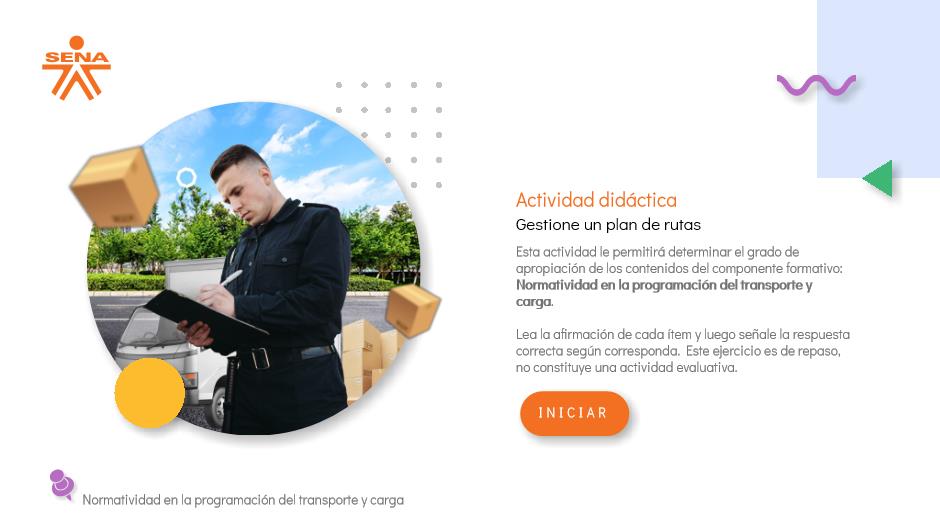 SENA
Actividad didáctica
Gestione un plan de rutas
Esta actividad le permitirá determinar el grado de
apropiación de los contenidos del componente formativo:
Normatividad en la programación del transporte y
carga.
Lea la afirmación de cada ítem y luego señale la respuesta
correcta según corresponda. Este ejercicio es de repaso,
no constituye una actividad evaluativa.
INICIAR
Normatividad en la programación del transporte y carga